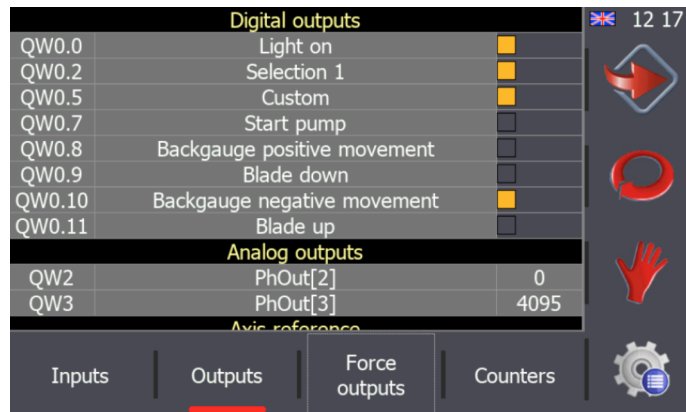 Digital outputs
12 17
QW0.0 Light on
QW0.2 Selection 1
QW0.5 Custom
QW0.7 Start pump
QW0.8 Backgauge positive movement
QW0.9 Blade down
QW0.10 Backgauge negative movement
QW0.11 Blade up
Analog outputs
QW2 PhOut[2] 0
QW3 PhOut[3] 4095
Axis reference
Inputs
Outputs
Force
outputs
Counters